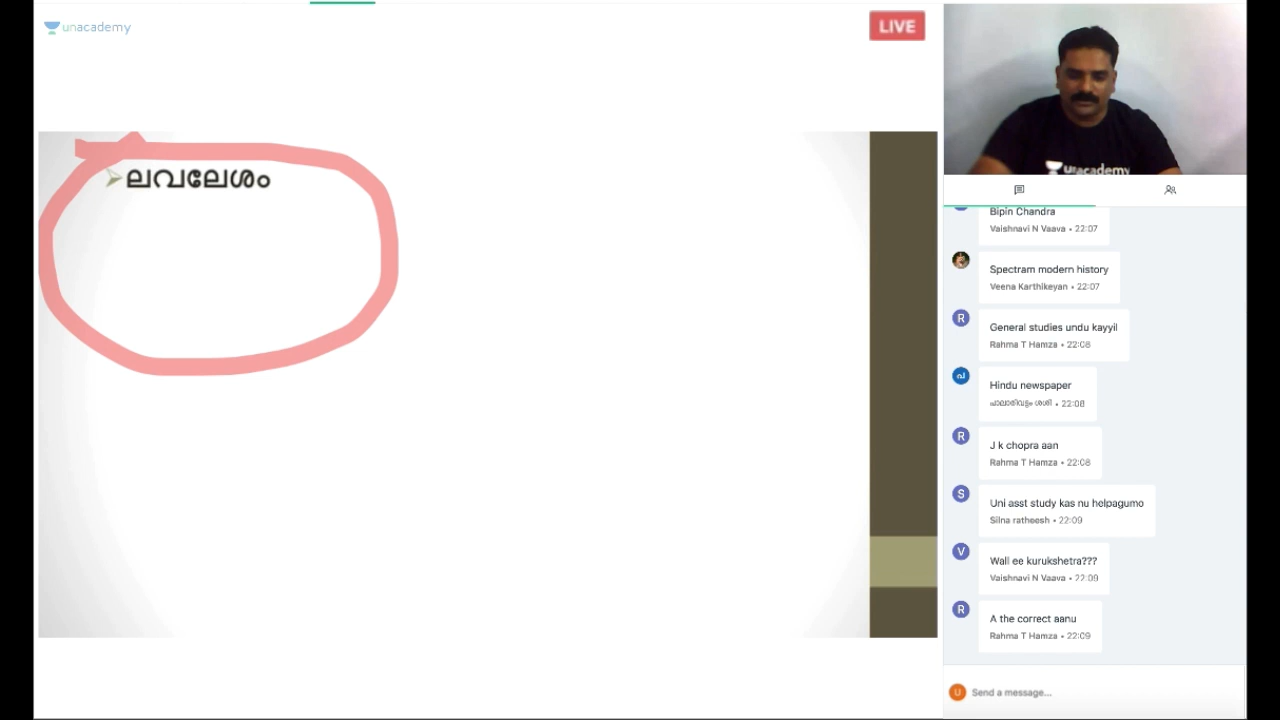 unacademy
LIVE
ലവലേശം
unacademy
Bipin Chandra
Vaishnavi N Vaava • 22:07
Spectram modern history
Veena Karthikeyan • 22:07
R
General studies undu kayyil
Rahma T Hamza • 22:08
Hindu newspaper
പാലാരിവട്ടം ശശി • 22:08
R
J k chopra aan
Rahma T Hamza • 22:08
S
Uni asst study kas nu helpagumo
Silna ratheesh • 22:09
V
Wall ee kurukshetra???
Vaishnavi N Vaava • 22:09
R
A the correct aanu
Rahma T Hamza • 22:09
U
Send a message...